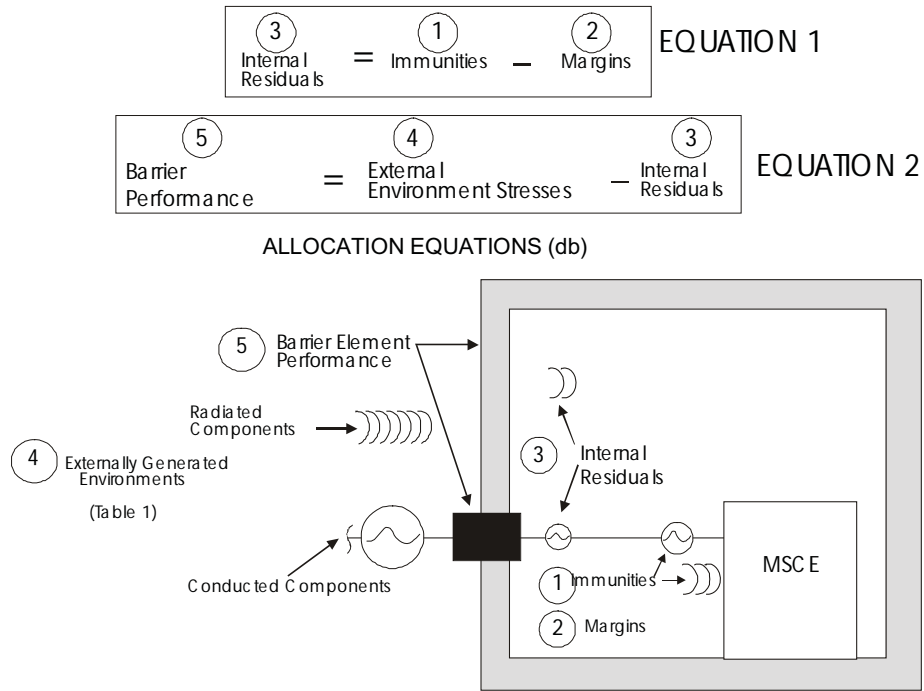 3 1 2
Internal Residuals = Immunities – Margins EQUATION 1
5 4 3
Barrier Performance = External Environment Stresses – Internal Residuals EQUATION 2
ALLOCATION EQUATIONS (db)
5 Barrier Element
Performance
Radiated
Components
4 Externally Generated
Environments
(Table 1)
3 Internal
Residuals
Conducted Components
1 Immunities
2 Margins
MSCE